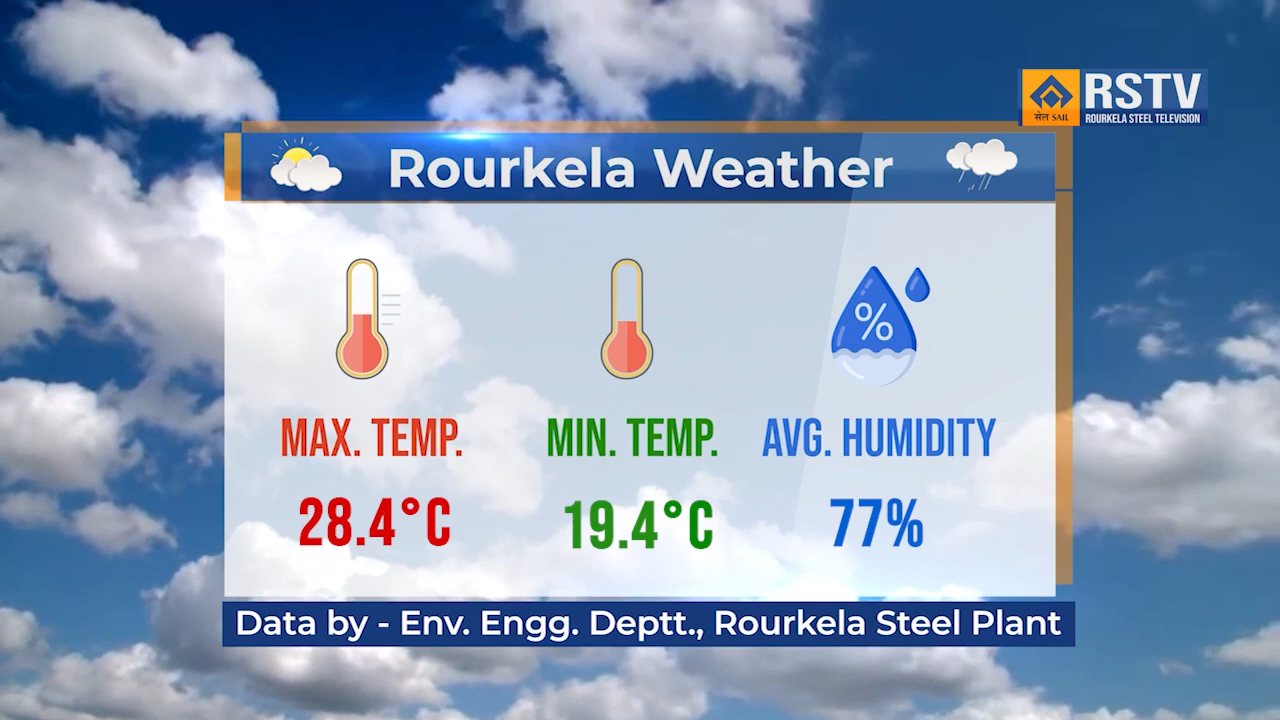 RSTV
सेल SAIL
ROURKELA STEEL TELEVISION
Rourkela Weather
%
MAX. TEMP.
MIN. TEMP.
AVG. HUMIDITY
28.4°C
19.4°C
77%
Data by - Env. Engg. Deptt., Rourkela Steel Plant